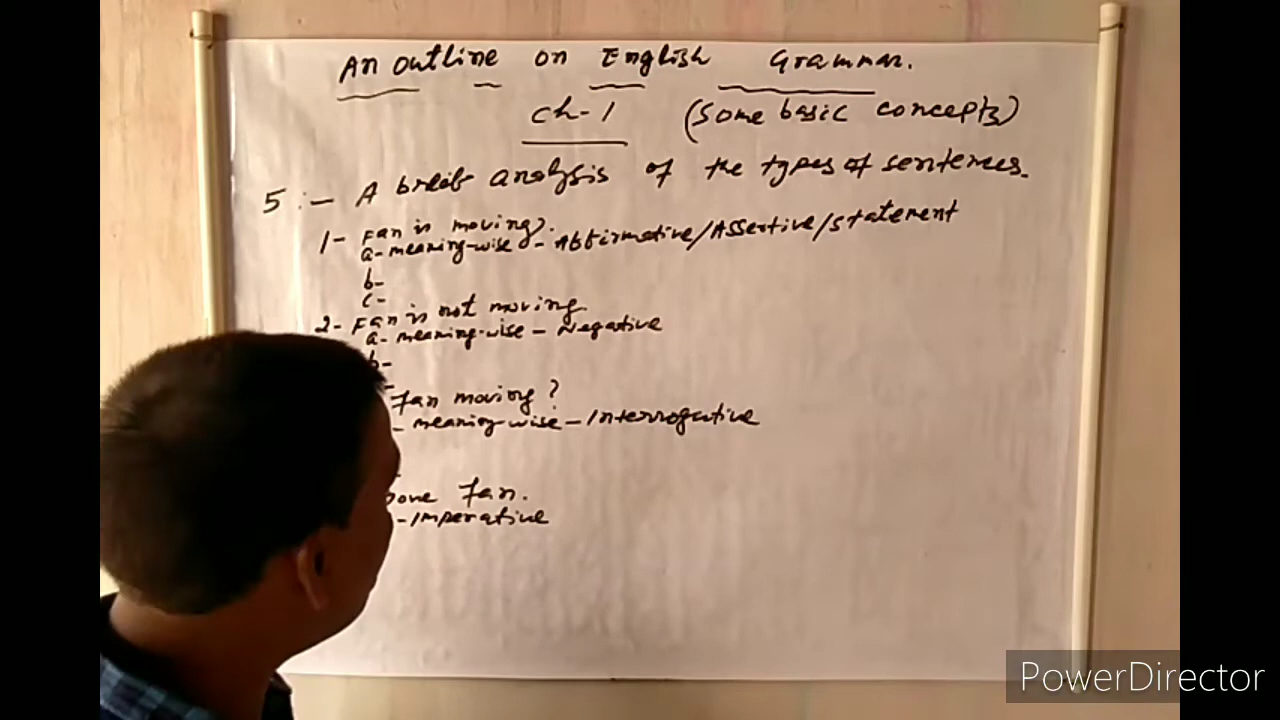 An outline on English Grammar.
ch-1 (some basic concepts)
5:- A breif analysis of the types of sentences.
1- Fan is moving.
a- meaning-wise - Affirmative/Assertive/statement
b-
c-
2- Fan is not moving.
a- meaning-wise - Negative
b-
Fan moving?
- meaning-wise - Interrogative
Fan.
- Imperative
PowerDirector